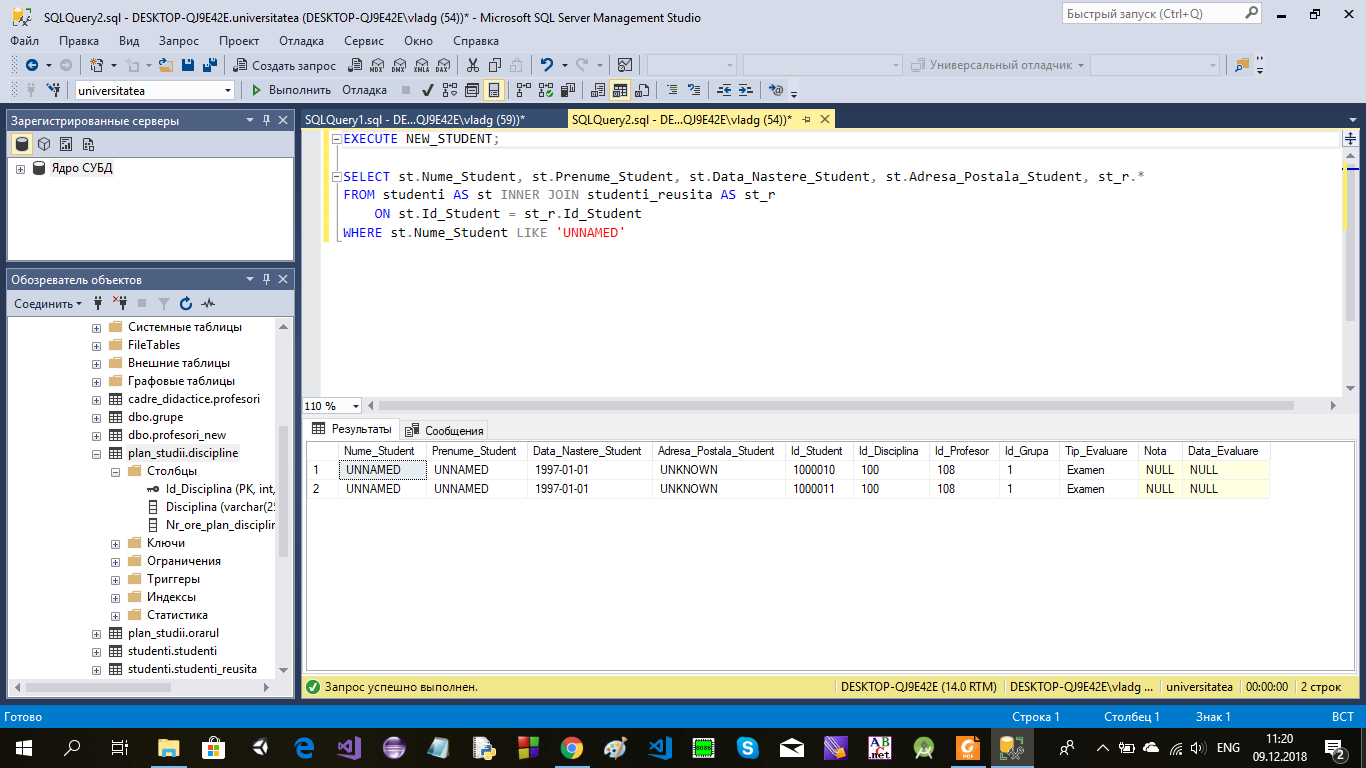 SQLQuery2.sql - DESKTOP-QJ9E42E.universitatea (DESKTOP-QJ9E42E\vladg (54))* - Microsoft SQL Server Management Studio
Быстрый запуск (Ctrl+Q)
Файл Правка Вид Запрос Проект Отладка Сервис Окно Справка
Создать запрос MDX DMX XMLA DAX Универсальный отладчик
universitatea Выполнить Отладка
Зарегистрированные серверы
Ядро СУБД
Обозреватель объектов
Соединить
Системные таблицы
FileTables
Внешние таблицы
Графовые таблицы
cadre_didactice.profesori
dbo.grupe
dbo.profesori_new
plan_studii.discipline
Столбцы
Id_Disciplina (PK, int,
Disciplina (varchar(25
Nr_ore_plan_disciplin
Ключи
Ограничения
Триггеры
Индексы
Статистика
plan_studii.orarul
studenti.studenti
studenti.studenti_reusita
SQLQuery1.sql - DE...QJ9E42E\vladg (59))* SQLQuery2.sql - DE...QJ9E42E\vladg (54))*
EXECUTE NEW_STUDENT;
SELECT st.Nume_Student, st.Prenume_Student, st.Data_Nastere_Student, st.Adresa_Postala_Student, st_r.*
FROM studenti AS st INNER JOIN studenti_reusita AS st_r
ON st.Id_Student = st_r.Id_Student
WHERE st.Nume_Student LIKE 'UNNAMED'
110 %
Результаты Сообщения
Nume_Student Prenume_Student Data_Nastere_Student Adresa_Postala_Student Id_Student Id_Disciplina Id_Profesor Id_Grupa Tip_Evaluare Nota Data_Evaluare
1 UNNAMED UNNAMED 1997-01-01 UNKNOWN 1000010 100 108 1 Examen NULL NULL
2 UNNAMED UNNAMED 1997-01-01 UNKNOWN 1000011 100 108 1 Examen NULL NULL
Запрос успешно выполнен. DESKTOP-QJ9E42E (14.0 RTM) DESKTOP-QJ9E42E\vladg ... universitatea 00:00:00 2 строк
Готово Строка 1 Столбец 1 Знак 1 ВСТ
8086 AB .net PDF ENG 11:20
09.12.2018 2